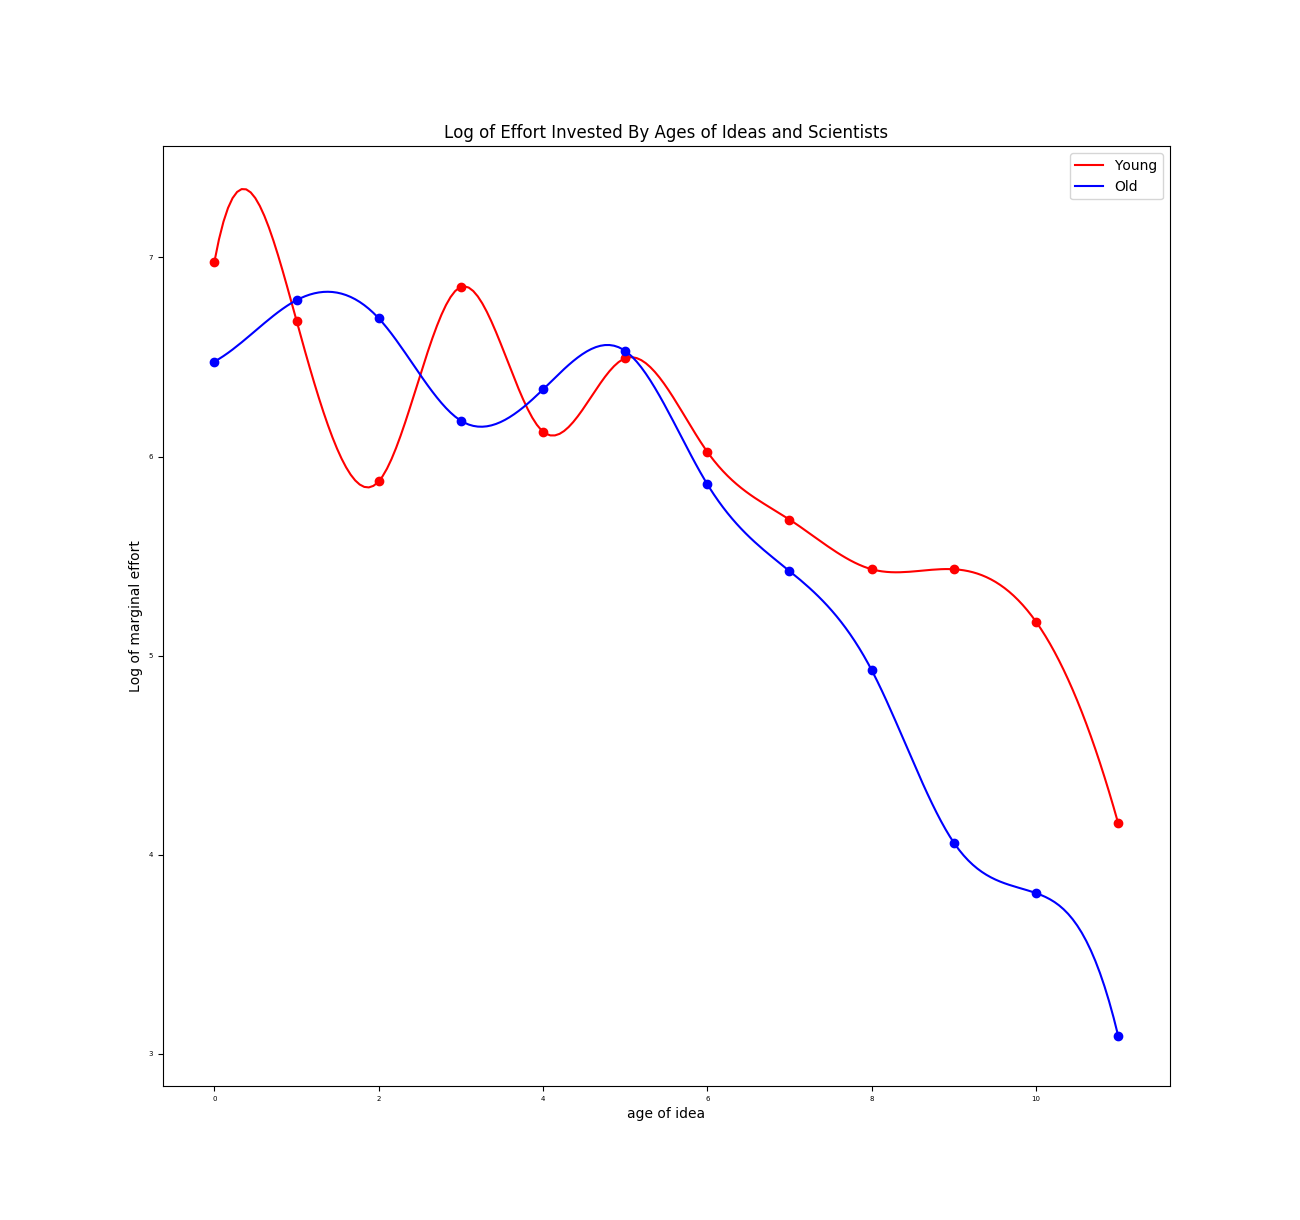 Log of Effort Invested By Ages of Ideas and Scientists
Young
Old
Log of marginal effort
7
6
5
4
3
0 2 4 6 8 10
age of idea